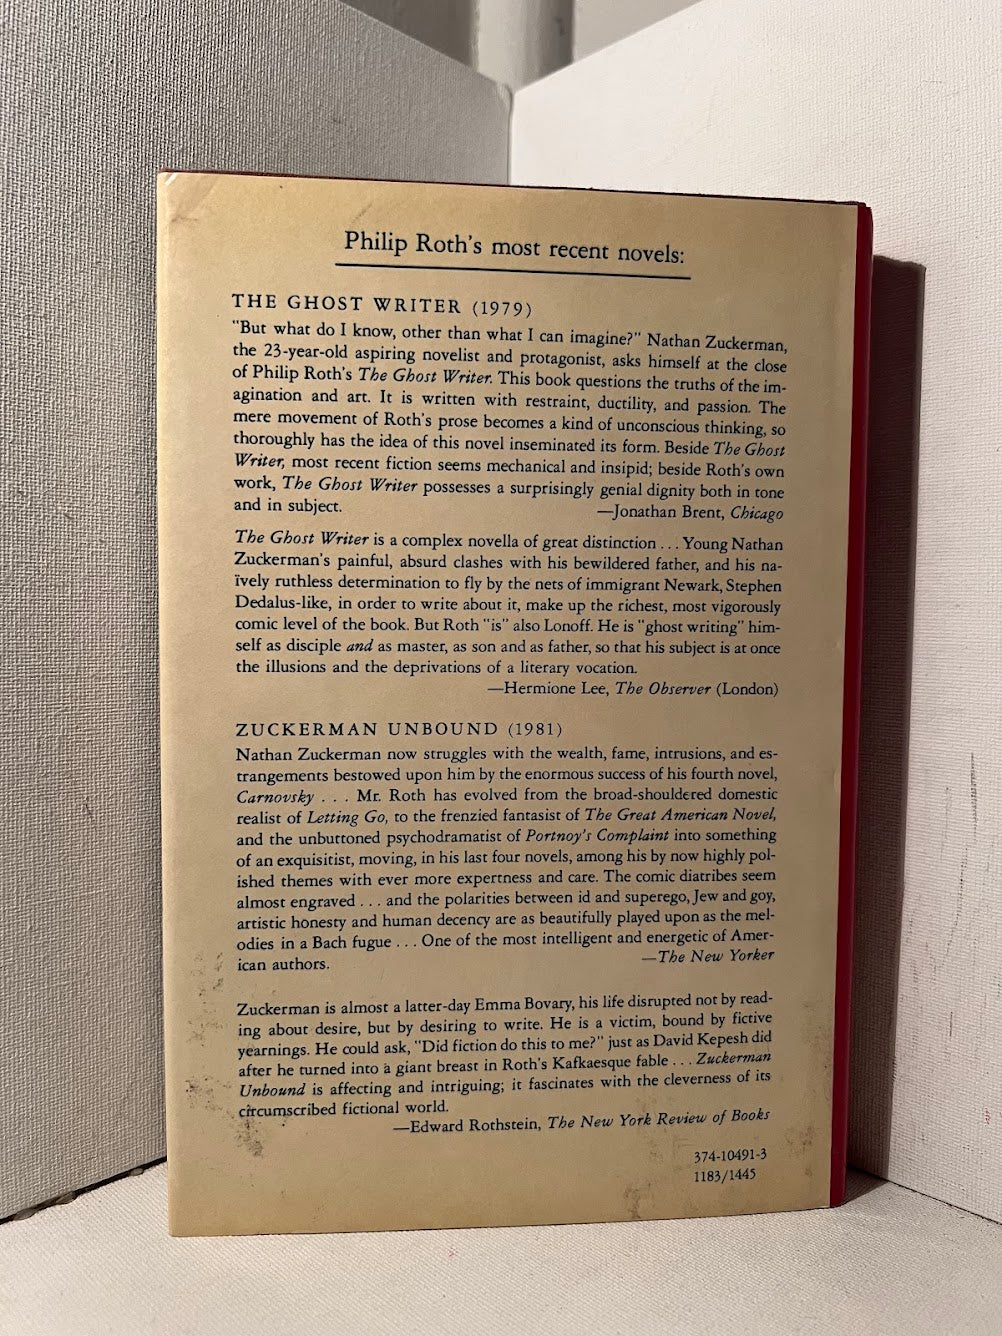 Philip Roth's most recent novels:
THE GHOST WRITER (1979)
"But what do I know, other than what I can imagine?" Nathan Zuckerman,
the 23-year-old aspiring novelist and protagonist, asks himself at the close
of Philip Roth's The Ghost Writer. This book questions the truths of the im-
agination and art. It is written with restraint, ductility, and passion. The
mere movement of Roth's prose becomes a kind of unconscious thinking, so
thoroughly has the idea of this novel inseminated its form. Beside The Ghost
Writer, most recent fiction seems mechanical and insipid; beside Roth's own
work, The Ghost Writer possesses a surprisingly genial dignity both in tone
and in subject. —Jonathan Brent, Chicago
The Ghost Writer is a complex novella of great distinction . . . Young Nathan
Zuckerman's painful, absurd clashes with his bewildered father, and his na-
ïvely ruthless determination to fly by the nets of immigrant Newark, Stephen
Dedalus-like, in order to write about it, make up the richest, most vigorously
comic level of the book. But Roth "is" also Lonoff. He is "ghost writing" him-
self as disciple and as master, as son and as father, so that his subject is at once
the illusions and the deprivations of a literary vocation.
—Hermione Lee, The Observer (London)
ZUCKERMAN UNBOUND (1981)
Nathan Zuckerman now struggles with the wealth, fame, intrusions, and es-
trangements bestowed upon him by the enormous success of his fourth novel,
Carnovsky . . . Mr. Roth has evolved from the broad-shouldered domestic
realist of Letting Go, to the frenzied fantasist of The Great American Novel,
and the unbuttoned psychodramatist of Portnoy's Complaint into something
of an exquisitist, moving, in his last four novels, among his by now highly pol-
ished themes with ever more expertness and care. The comic diatribes seem
almost engraved . . . and the polarities between id and superego, Jew and goy,
artistic honesty and human decency are as beautifully played upon as the mel-
odies in a Bach fugue . . . One of the most intelligent and energetic of Amer-
ican authors. —The New Yorker
Zuckerman is almost a latter-day Emma Bovary, his life disrupted not by read-
ing about desire, but by desiring to write. He is a victim, bound by fictive
yearnings. He could ask, "Did fiction do this to me?" just as David Kepesh did
after he turned into a giant breast in Roth's Kafkaesque fable . . . Zuckerman
Unbound is affecting and intriguing; it fascinates with the cleverness of its
circumscribed fictional world.
—Edward Rothstein, The New York Review of Books
374-10491-3
1183/1445